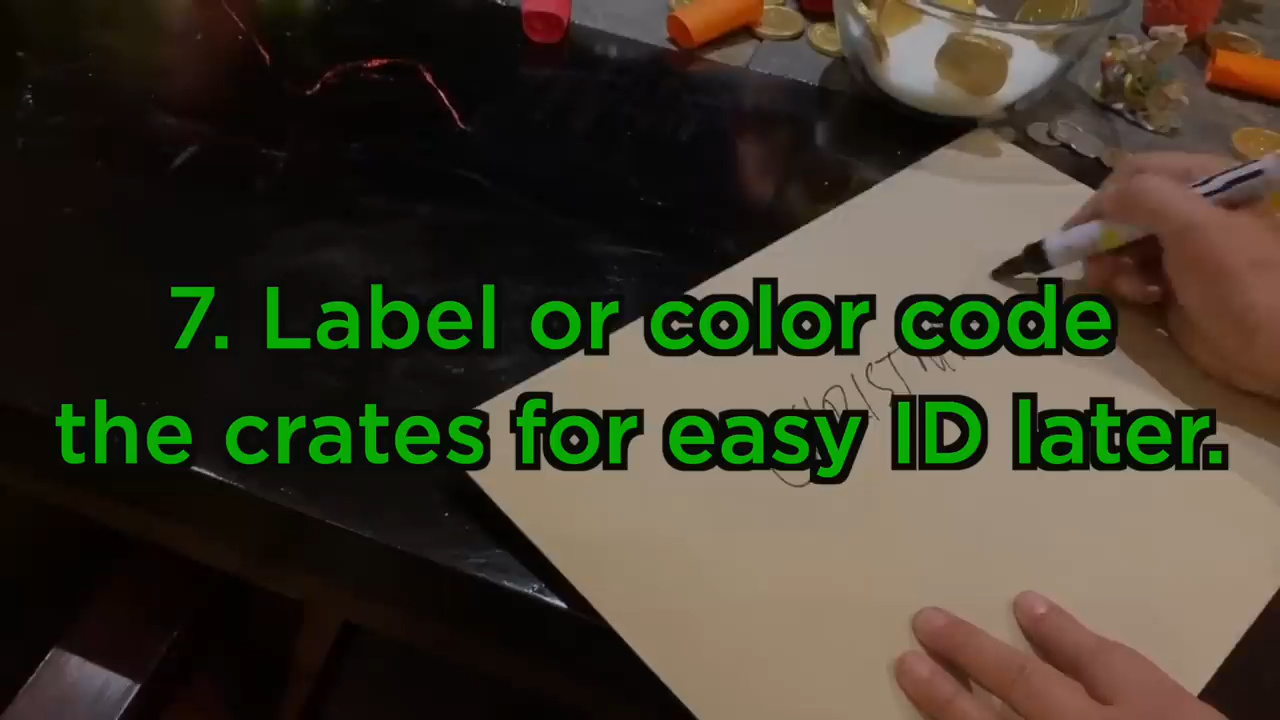 7. Label or color code
the crates for easy ID later.